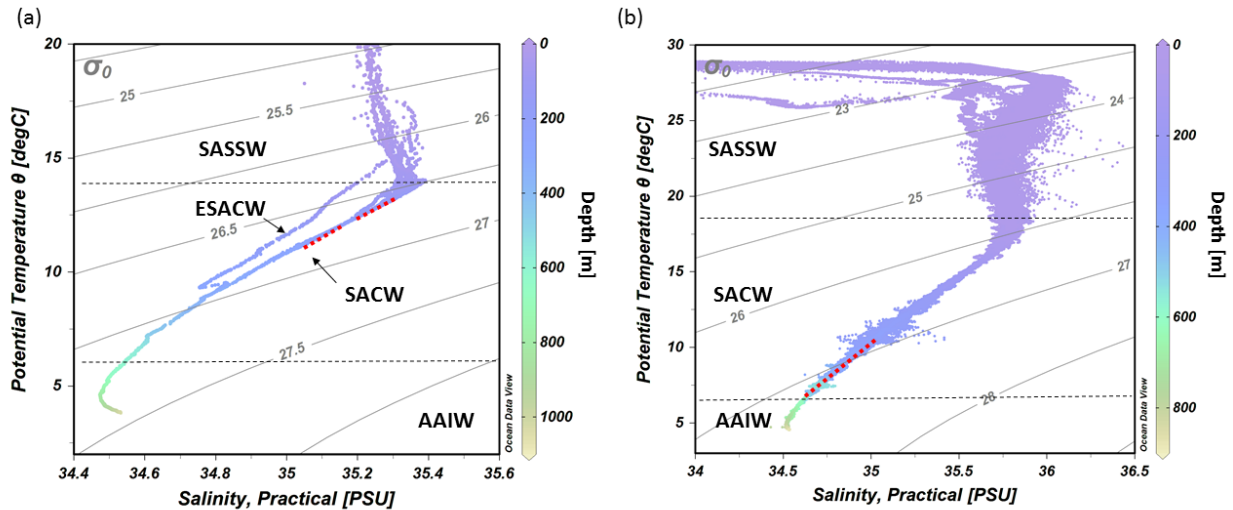 (a)
20
15
10
5
Potential Temperature θ [degC]
σ0
25
25.5
26
26.5
27
27.5
SASSW
ESACW
SACW
AAIW
Ocean Data View
34.4
34.6
34.8
35
35.2
35.4
35.6
Salinity, Practical [PSU]
0
200
400
600
800
1000
Depth [m]
(b)
30
25
20
15
10
5
Potential Temperature θ [degC]
σ0
23
24
25
26
27
28
SASSW
SACW
AAIW
Ocean Data View
34
34.5
35
35.5
36
36.5
Salinity, Practical [PSU]
0
200
400
600
800
Depth [m]